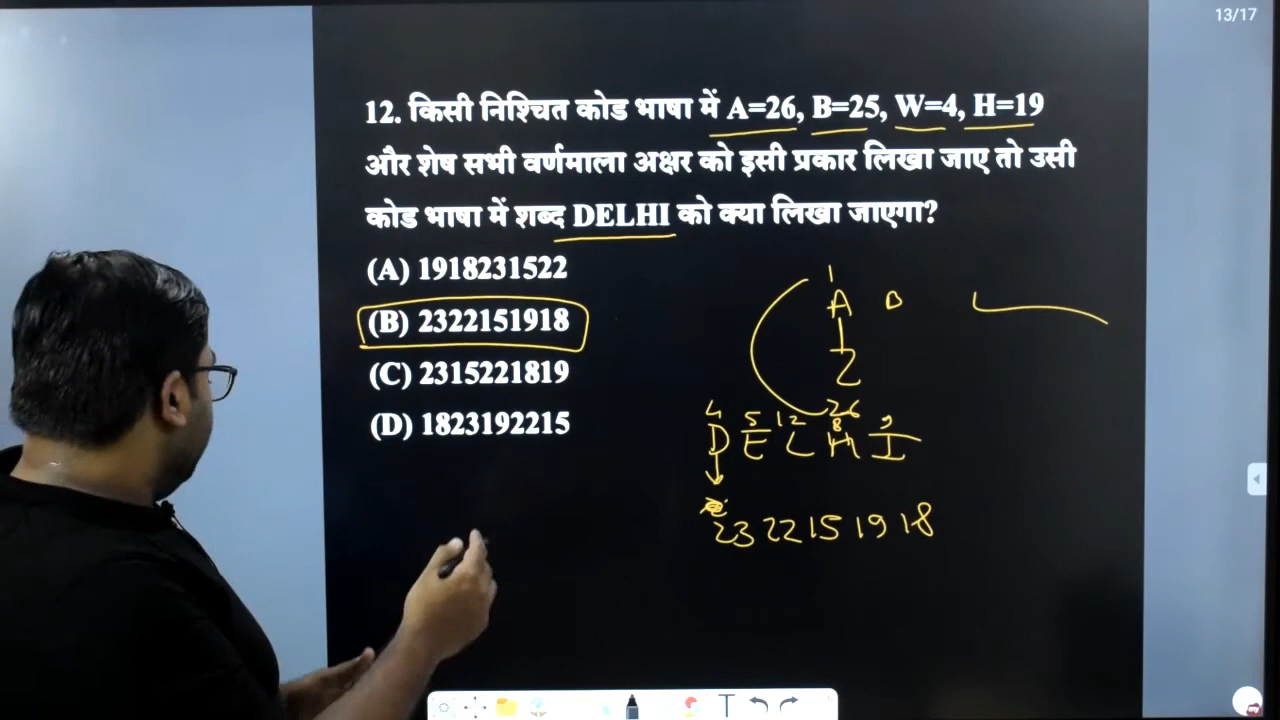 13/17
12. किसी निश्चित कोड भाषा में A=26, B=25, W=4, H=19
और शेष सभी वर्णमाला अक्षर को इसी प्रकार लिखा जाए तो उसी
कोड भाषा में शब्द DELHI को क्या लिखा जाएगा?
(A) 1918231522
(B) 2322151918
(C) 2315221819
(D) 1823192215
1
A B
Z
26
4 5 12 8 9
D E L H I
23 22 15 19 18
T